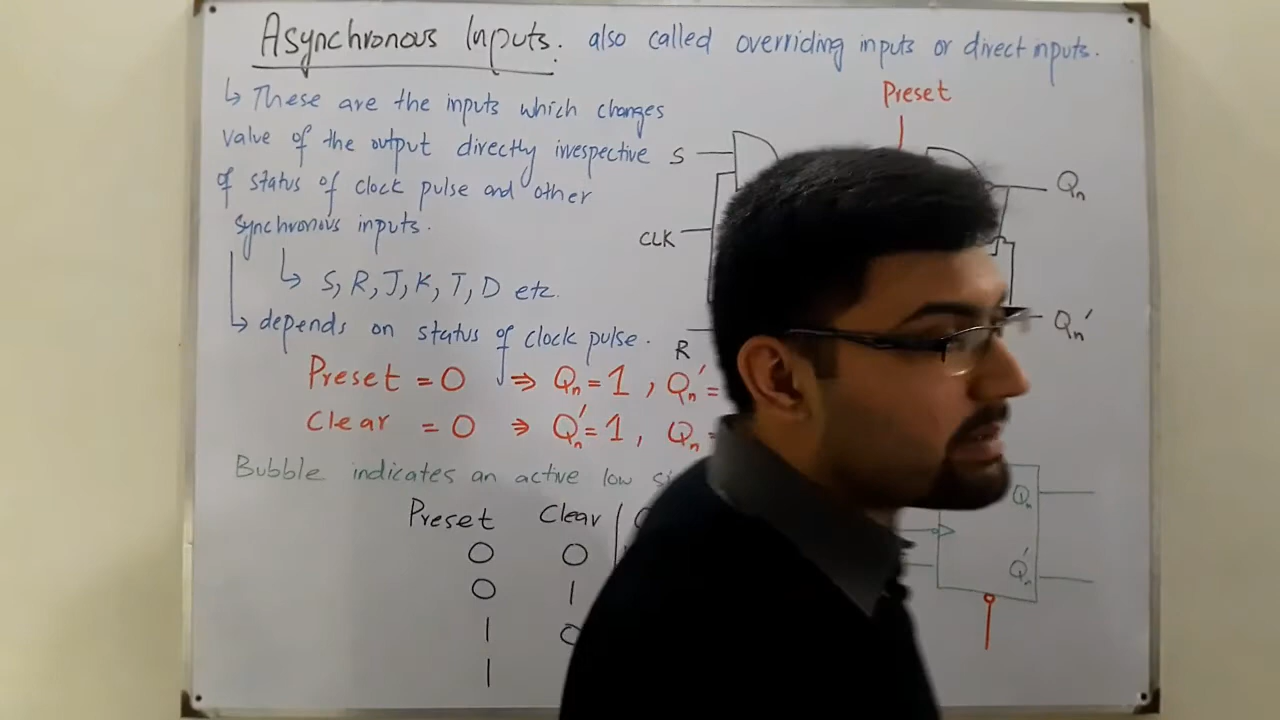 Asynchronous Inputs. also called overriding inputs or direct inputs.
↳ These are the inputs which changes
value of the output directly irrespective
of status of clock pulse and other
synchronous inputs.
↳ S, R, J, K, T, D etc.
↳ depends on status of clock pulse.
Preset = 0 ⇒ Qn = 1, Qn' =
Clear = 0 ⇒ Qn' = 1, Qn =
Bubble indicates an active low
Preset Clear
0 0
0 1
1 0
1
Preset
S
Qn
CLK
Qn'
R
Qn
Qn'